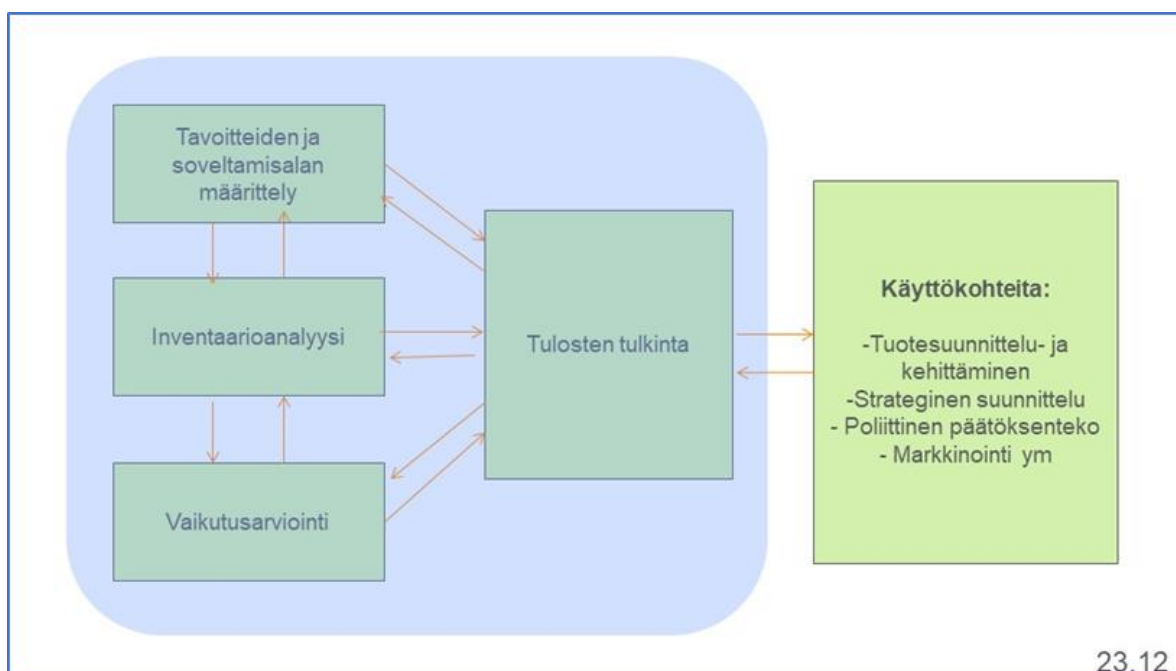 Tavoitteiden ja
soveltamisalan
määrittely
Inventaarioanalyysi
Vaikutusarviointi
Tulosten tulkinta
Käyttökohteita:
-Tuotesuunnittelu- ja
kehittäminen
-Strateginen suunnittelu
- Poliittinen päätöksenteko
- Markkinointi ym
23.12